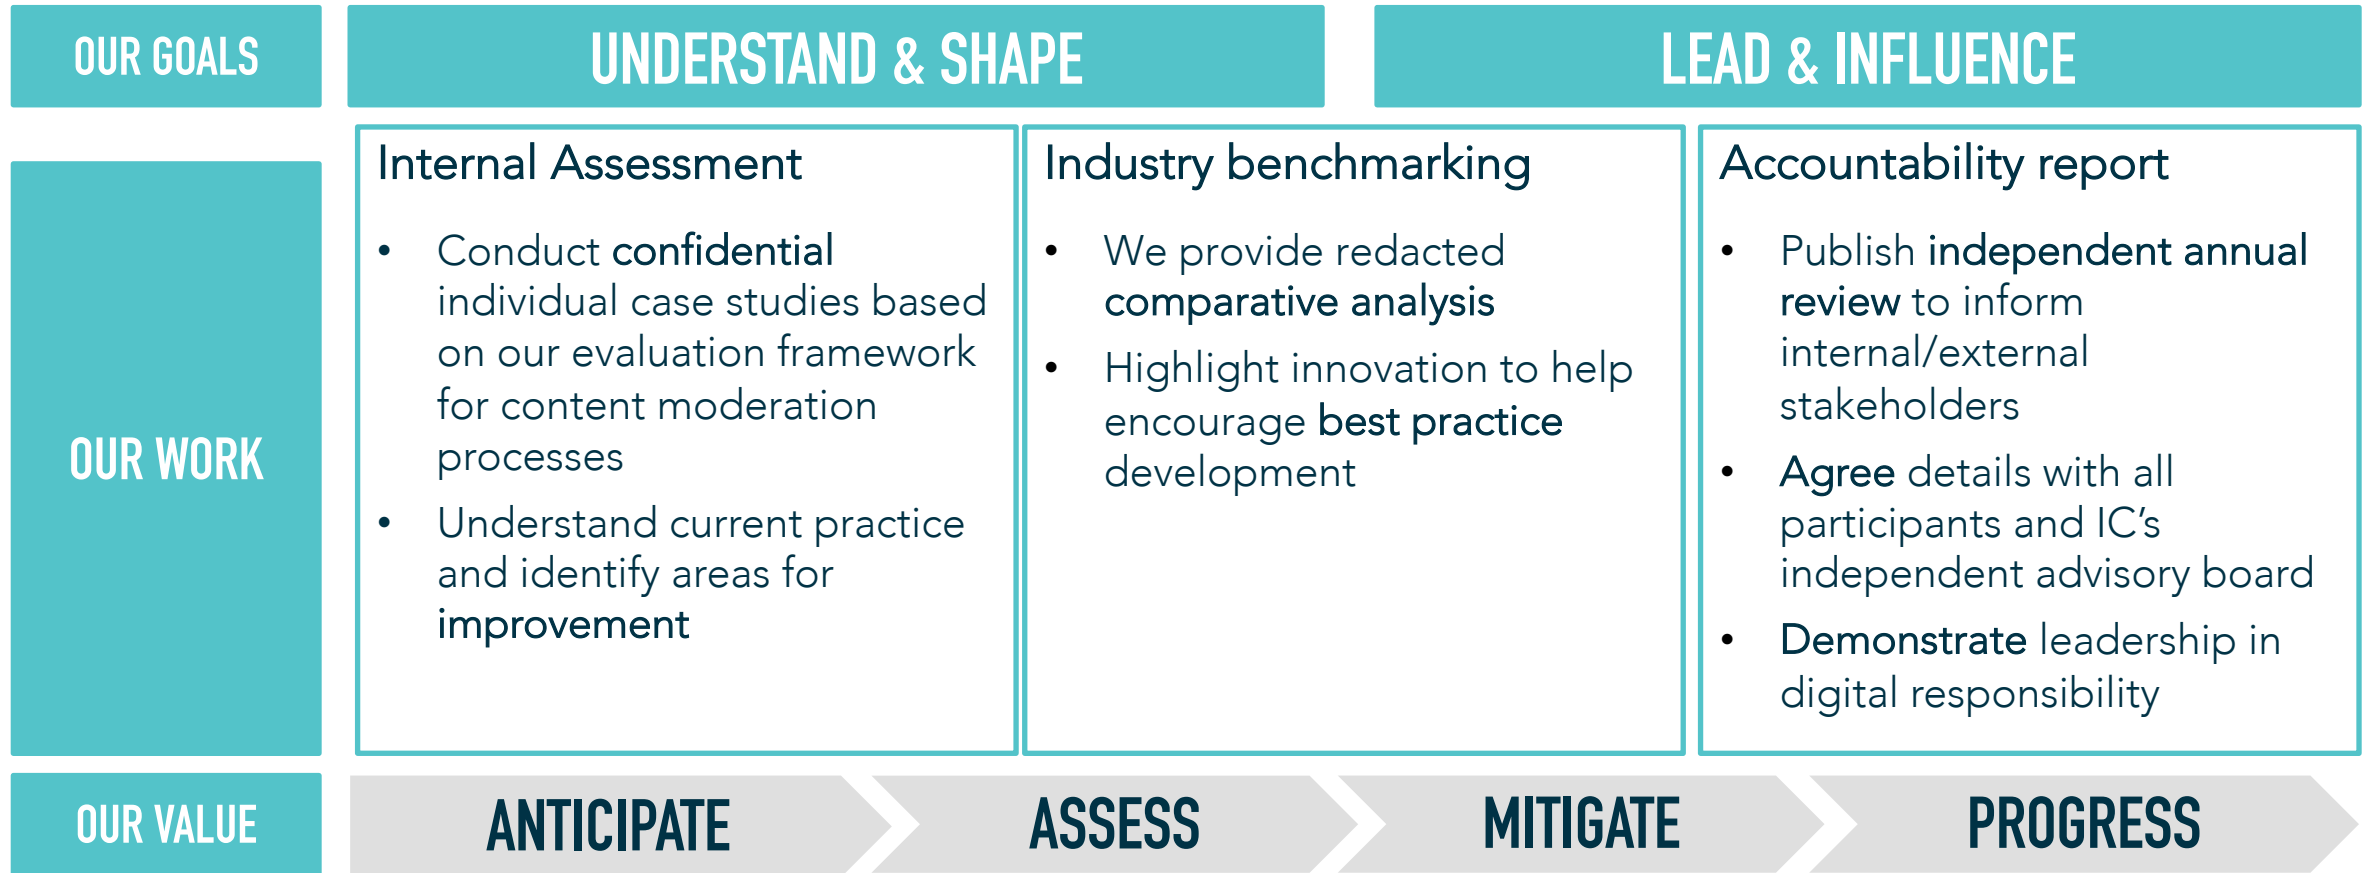 OUR GOALS
UNDERSTAND & SHAPE
LEAD & INFLUENCE
OUR WORK
Internal Assessment
• Conduct confidential
individual case studies based
on our evaluation framework
for content moderation
processes
• Understand current practice
and identify areas for
improvement
Industry benchmarking
• We provide redacted
comparative analysis
• Highlight innovation to help
encourage best practice
development
Accountability report
• Publish independent annual
review to inform
internal/external
stakeholders
• Agree details with all
participants and IC’s
independent advisory board
• Demonstrate leadership in
digital responsibility
OUR VALUE
ANTICIPATE
ASSESS
MITIGATE
PROGRESS